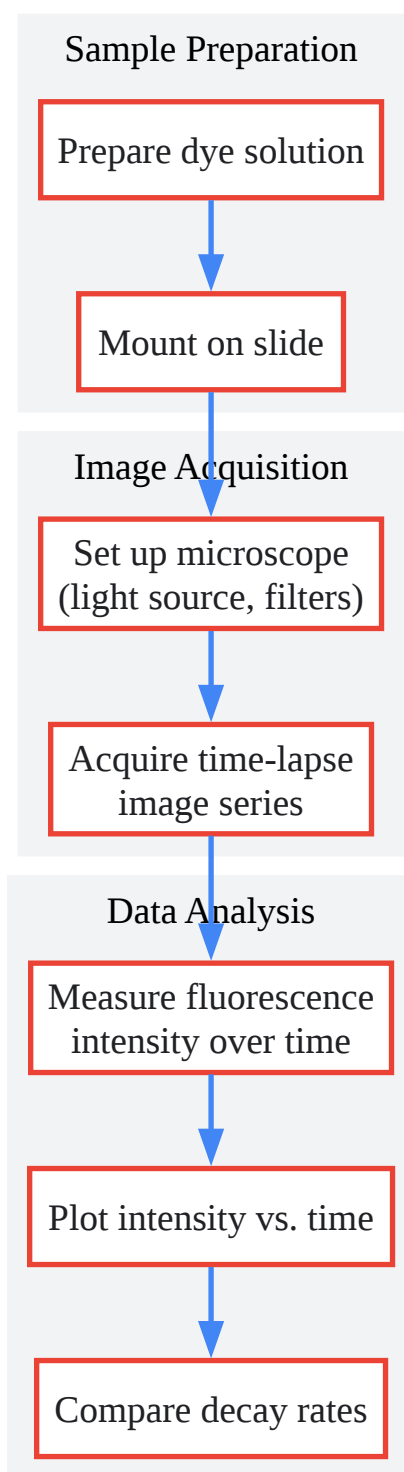 Sample Preparation
Prepare dye solution
Mount on slide
Image Acquisition
Set up microscope
(light source, filters)
Acquire time-lapse
image series
Data Analysis
Measure fluorescence
intensity over time
Plot intensity vs. time
Compare decay rates